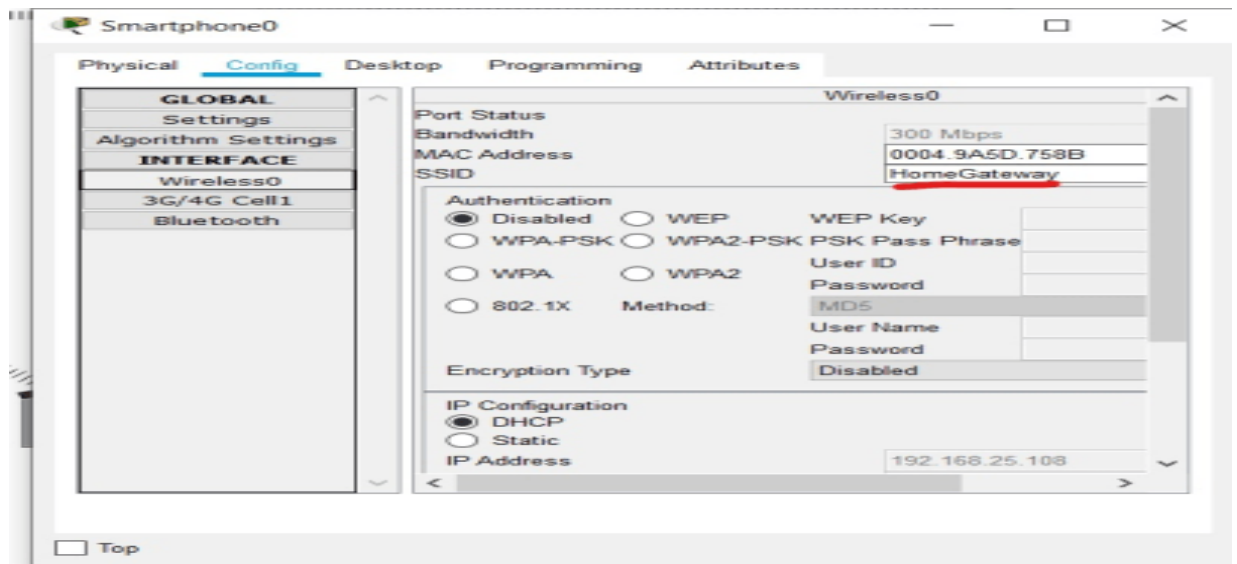 Smartphone0
Physical Config Desktop Programming Attributes
GLOBAL
Settings
Algorithm Settings
INTERFACE
Wireless0
3G/4G Cell1
Bluetooth
Wireless0
Port Status
Bandwidth 300 Mbps
MAC Address 0004.9A5D.758B
SSID HomeGateway
Authentication
Disabled WEP WEP Key
WPA-PSK WPA2-PSK PSK Pass Phrase
User ID
WPA WPA2
Password
802.1X Method: MD5
User Name
Password
Encryption Type Disabled
IP Configuration
DHCP
Static
IP Address 192.168.25.108
Top